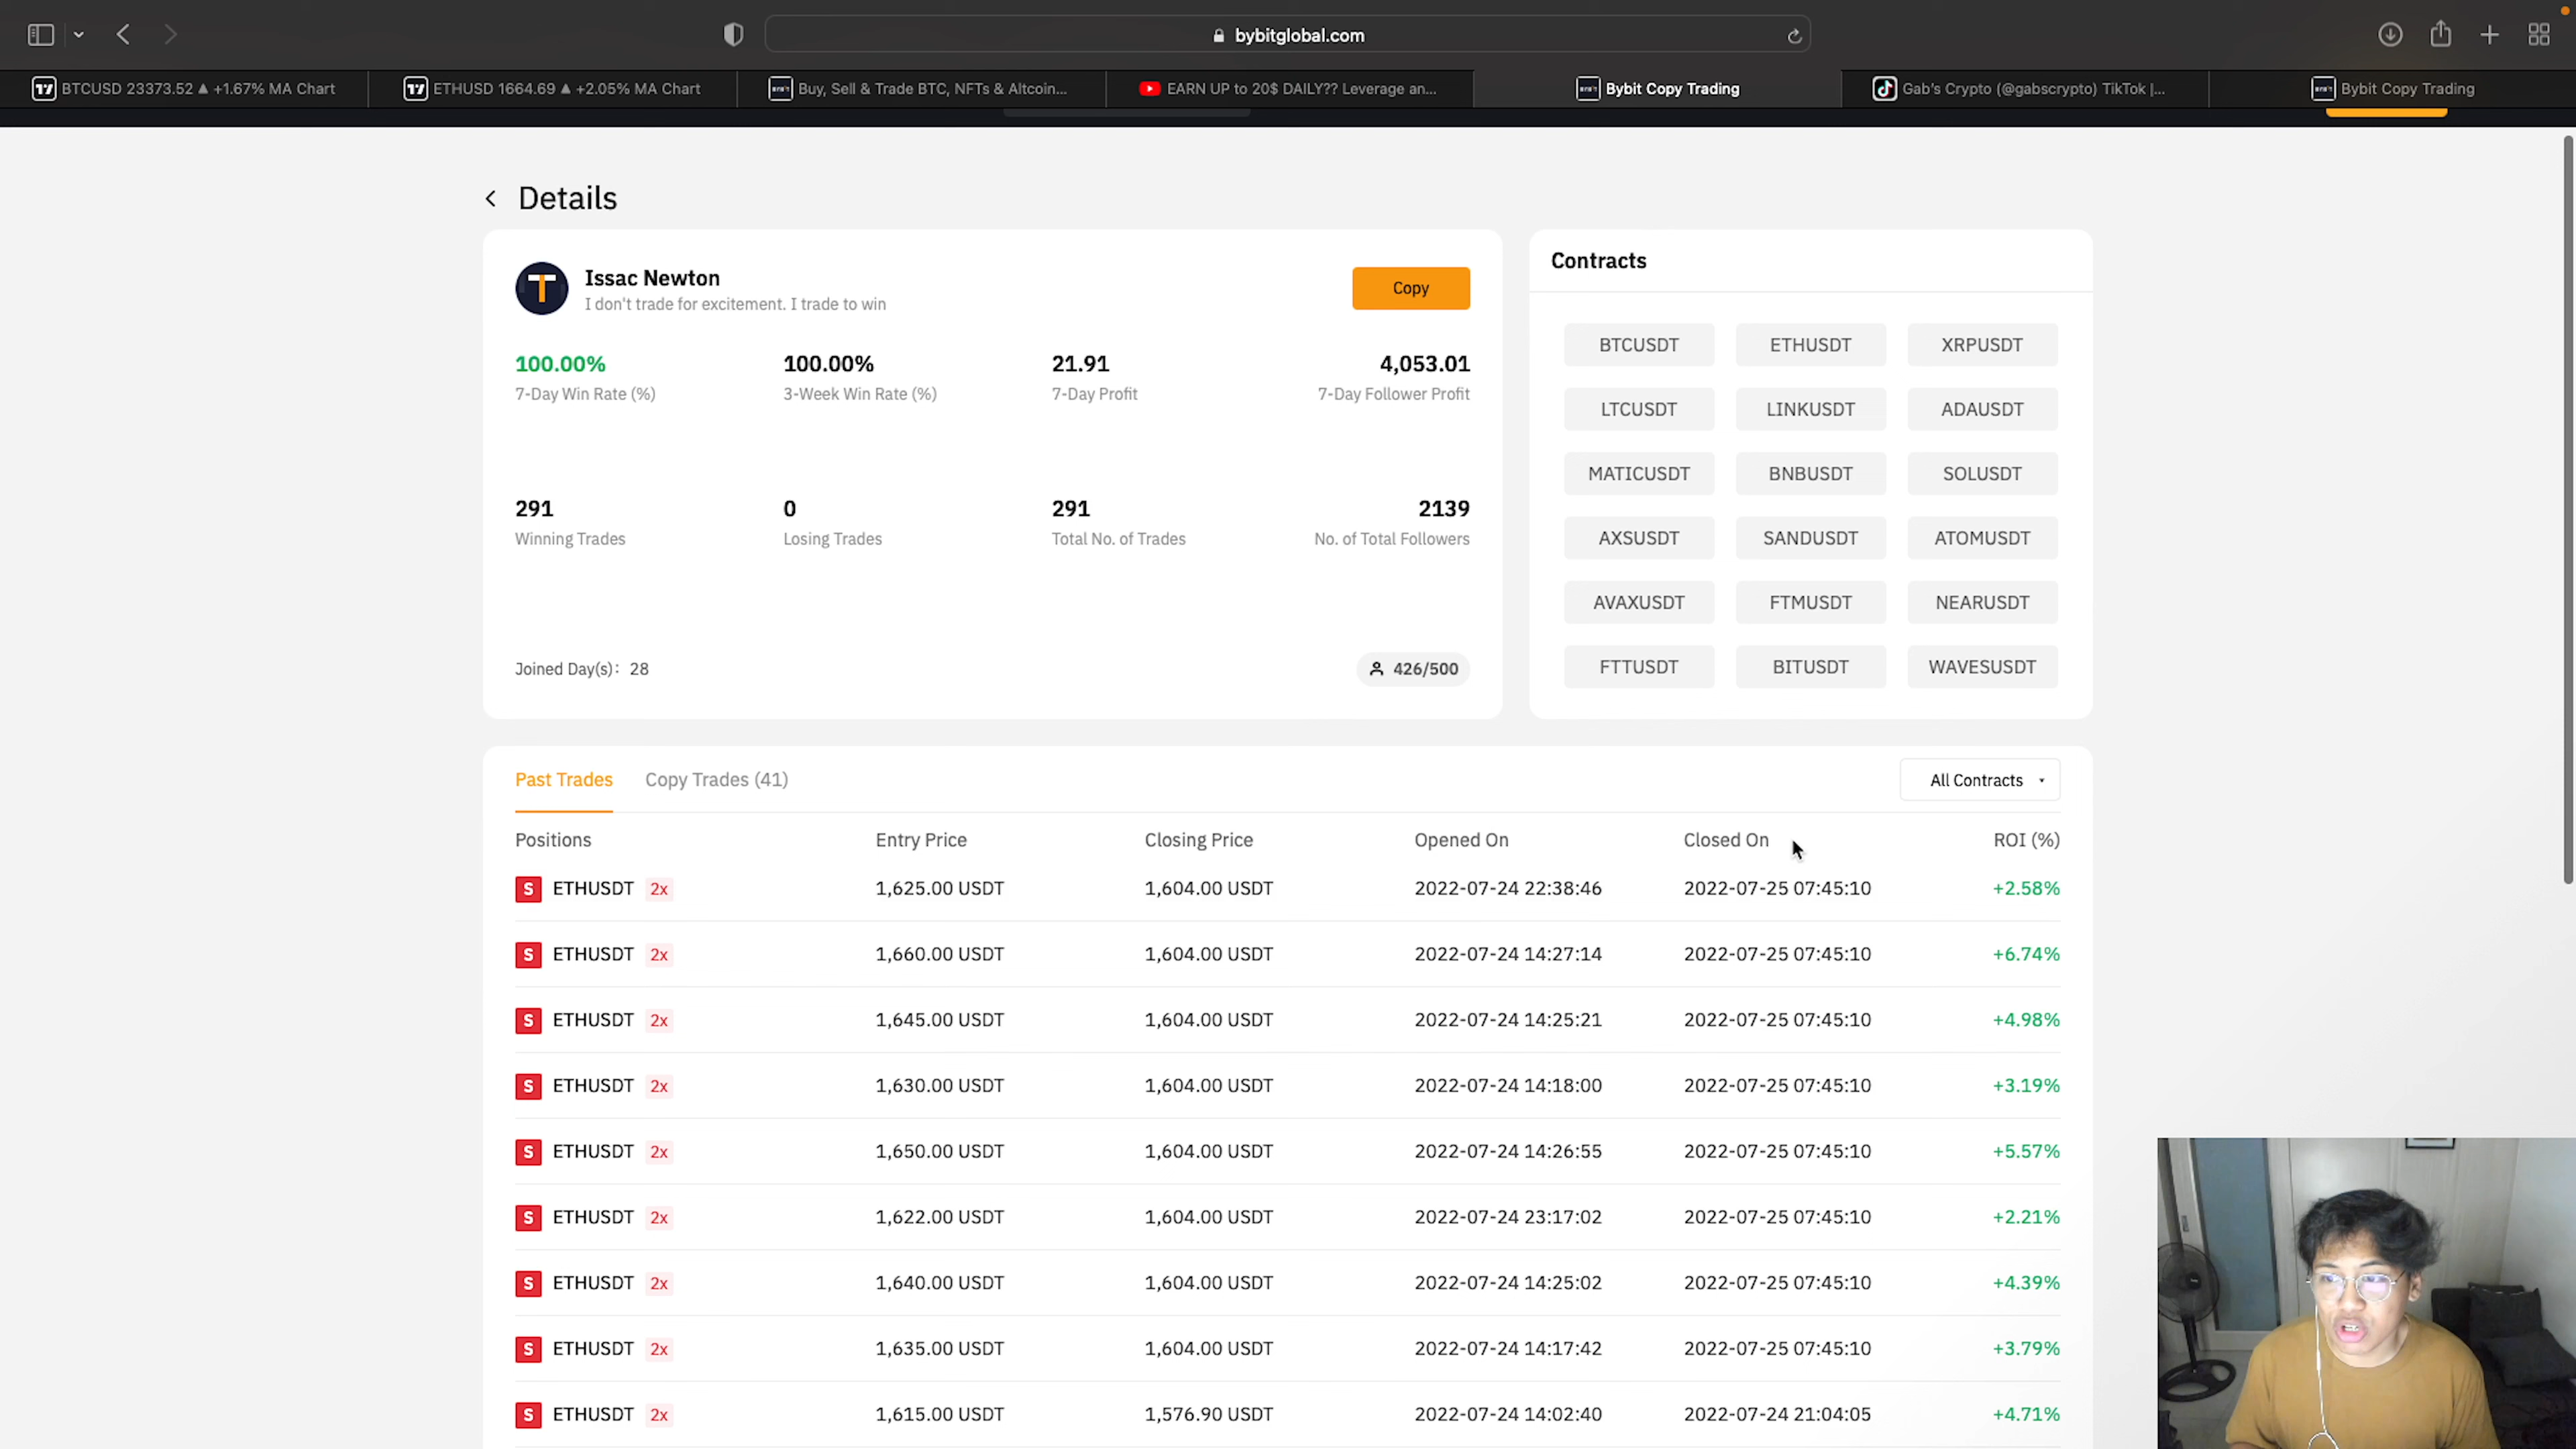 bybitglobal.com
BTCUSD 23373.52 ▲ +1.67% MA Chart
ETHUSD 1664.69 ▲ +2.05% MA Chart
Buy, Sell & Trade BTC, NFTs & Altcoin...
EARN UP to 20$ DAILY?? Leverage an...
Bybit Copy Trading
Gab's Crypto (@gabscrypto) TikTok |...
Bybit Copy Trading
Details
Issac Newton
I don't trade for excitement. I trade to win
Copy
100.00% 100.00% 21.91 4,053.01
7-Day Win Rate (%) 3-Week Win Rate (%) 7-Day Profit 7-Day Follower Profit
291 0 291 2139
Winning Trades Losing Trades Total No. of Trades No. of Total Followers
Joined Day(s): 28 426/500
Contracts
BTCUSDT ETHUSDT XRPUSDT
LTCUSDT LINKUSDT ADAUSDT
MATICUSDT BNBUSDT SOLUSDT
AXSUSDT SANDUSDT ATOMUSDT
AVAXUSDT FTMUSDT NEARUSDT
FTTUSDT BITUSDT WAVESUSDT
Past Trades Copy Trades (41) All Contracts
Positions Entry Price Closing Price Opened On Closed On ROI (%)
S ETHUSDT 2x 1,625.00 USDT 1,604.00 USDT 2022-07-24 22:38:46 2022-07-25 07:45:10 +2.58%
S ETHUSDT 2x 1,660.00 USDT 1,604.00 USDT 2022-07-24 14:27:14 2022-07-25 07:45:10 +6.74%
S ETHUSDT 2x 1,645.00 USDT 1,604.00 USDT 2022-07-24 14:25:21 2022-07-25 07:45:10 +4.98%
S ETHUSDT 2x 1,630.00 USDT 1,604.00 USDT 2022-07-24 14:18:00 2022-07-25 07:45:10 +3.19%
S ETHUSDT 2x 1,650.00 USDT 1,604.00 USDT 2022-07-24 14:26:55 2022-07-25 07:45:10 +5.57%
S ETHUSDT 2x 1,622.00 USDT 1,604.00 USDT 2022-07-24 23:17:02 2022-07-25 07:45:10 +2.21%
S ETHUSDT 2x 1,640.00 USDT 1,604.00 USDT 2022-07-24 14:25:02 2022-07-25 07:45:10 +4.39%
S ETHUSDT 2x 1,635.00 USDT 1,604.00 USDT 2022-07-24 14:17:42 2022-07-25 07:45:10 +3.79%
S ETHUSDT 2x 1,615.00 USDT 1,576.90 USDT 2022-07-24 14:02:40 2022-07-24 21:04:05 +4.71%